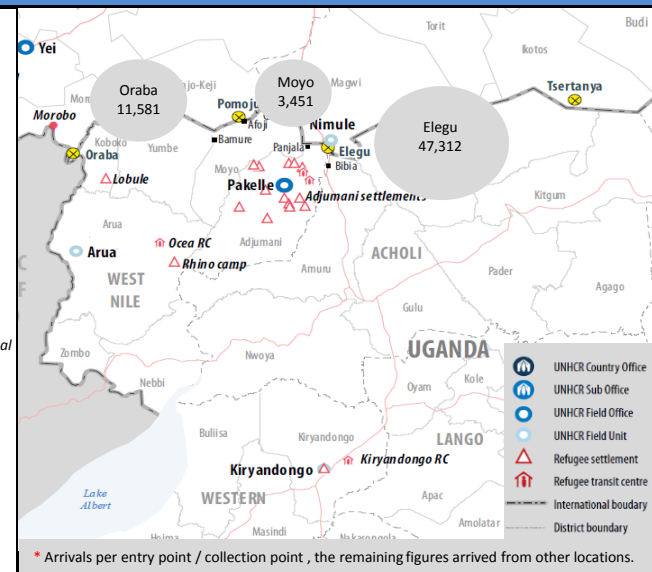 Torit
Budi
Ikotos
Yei
Oraba
11,581
Moyo
3,451
Magwi
Tsertanya
Morobo
Pomoju
Afoji
Nimule
Elegu
47,312
Koboko
Yumbe
Bamure
Panjala
Elegu
Bibia
Oraba
Lobule
Moyo
Pakelle
Adjumani settlements
Kitgum
Arua
Ocea RC
Adjumani
ACHOLI
Arua
Rhino camp
Amuru
Pader
Agago
WEST
NILE
Gulu
al
Zombo
Nwoya
UGANDA
Nebbi
Oyam
Kole
Buliisa
Kiryandongo
LANGO
Kiryandongo
Kiryandongo RC
Lake
Albert
WESTERN
Apac
Amolatar
Hoima
Masindi
Nakasongola
UNHCR Country Office
UNHCR Sub Office
UNHCR Field Office
UNHCR Field Unit
Refugee settlement
Refugee transit centre
International boudary
District boundary
* Arrivals per entry point / collection point , the remaining figures arrived from other locations.